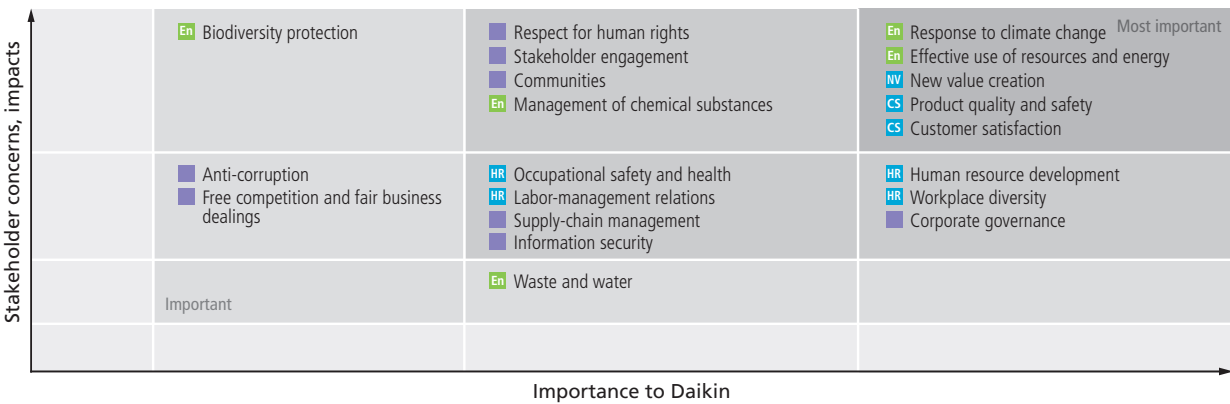 Stakeholder concerns, impacts
En Biodiversity protection
Respect for human rights
Stakeholder engagement
Communities
En Management of chemical substances
Most important
En Response to climate change
En Effective use of resources and energy
NV New value creation
CS Product quality and safety
CS Customer satisfaction
Anti-corruption
Free competition and fair business
dealings
HR Occupational safety and health
HR Labor-management relations
Supply-chain management
Information security
HR Human resource development
HR Workplace diversity
Corporate governance
Important
En Waste and water
Importance to Daikin